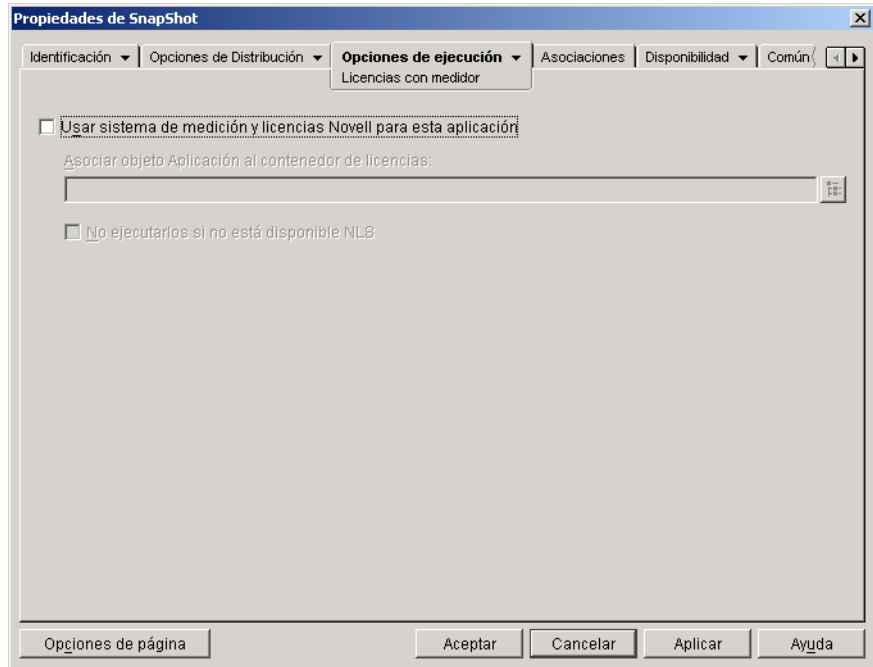 Propiedades de SnapShot
Identificación Opciones de Distribución Opciones de ejecución Asociaciones Disponibilidad Común
Licencias con medidor
Usar sistema de medición y licencias Novell para esta aplicación
Asociar objeto Aplicación al contenedor de licencias:
No ejecutarlos si no está disponible NLS
Opciones de página Aceptar Cancelar Aplicar Ayuda